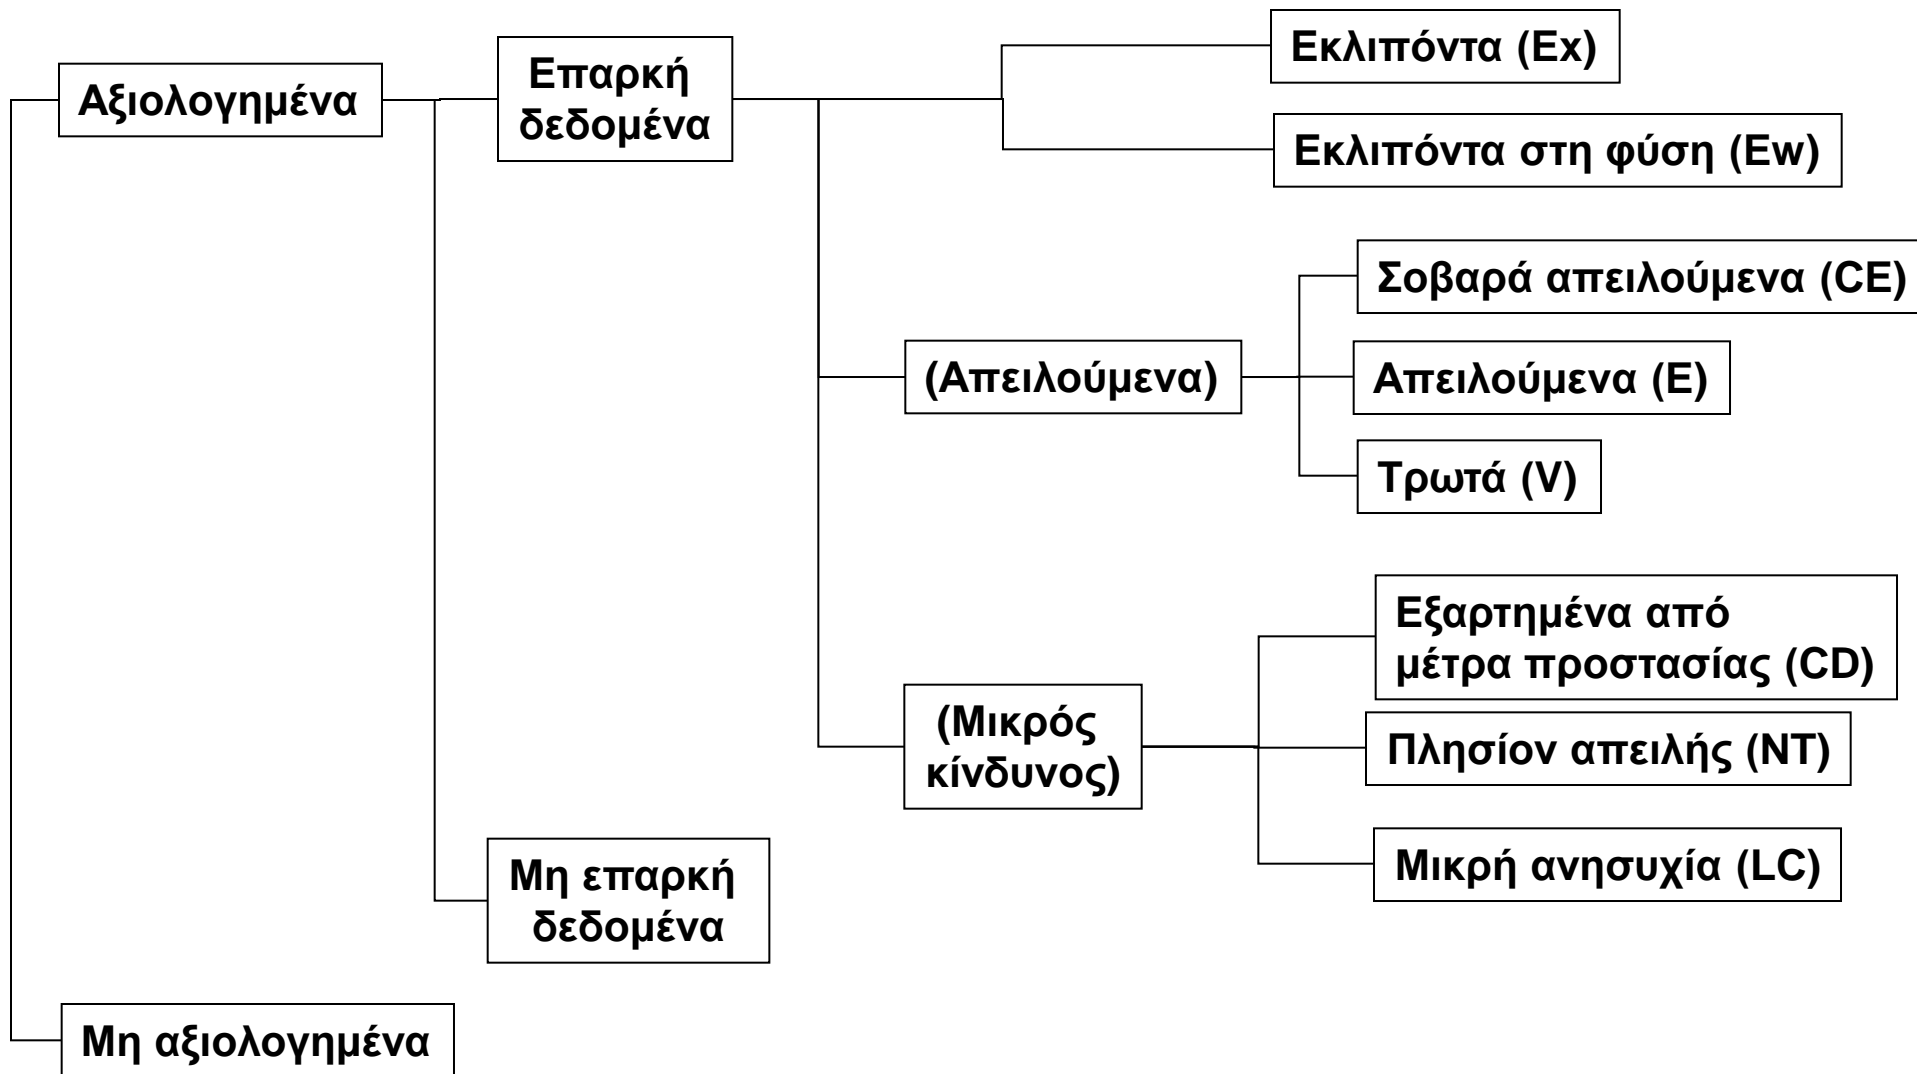 Αξιολογημένα
Επαρκή
δεδομένα
Εκλιπόντα (Ex)
Εκλιπόντα στη φύση (Ew)
(Απειλούμενα)
Σοβαρά απειλούμενα (CE)
Απειλούμενα (E)
Τρωτά (V)
(Μικρός
κίνδυνος)
Εξαρτημένα από
μέτρα προστασίας (CD)
Πλησίον απειλής (NT)
Μικρή ανησυχία (LC)
Μη επαρκή
δεδομένα
Μη αξιολογημένα